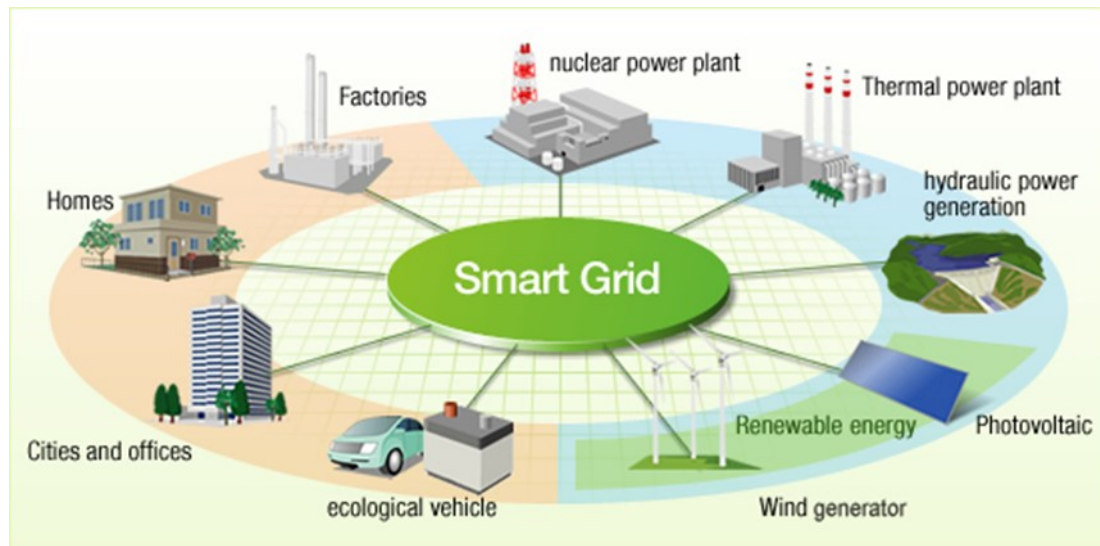 nuclear power plant
Factories
Thermal power plant
hydraulic power
generation
Homes
Smart Grid
Renewable energy
Photovoltaic
Cities and offices
ecological vehicle
Wind generator